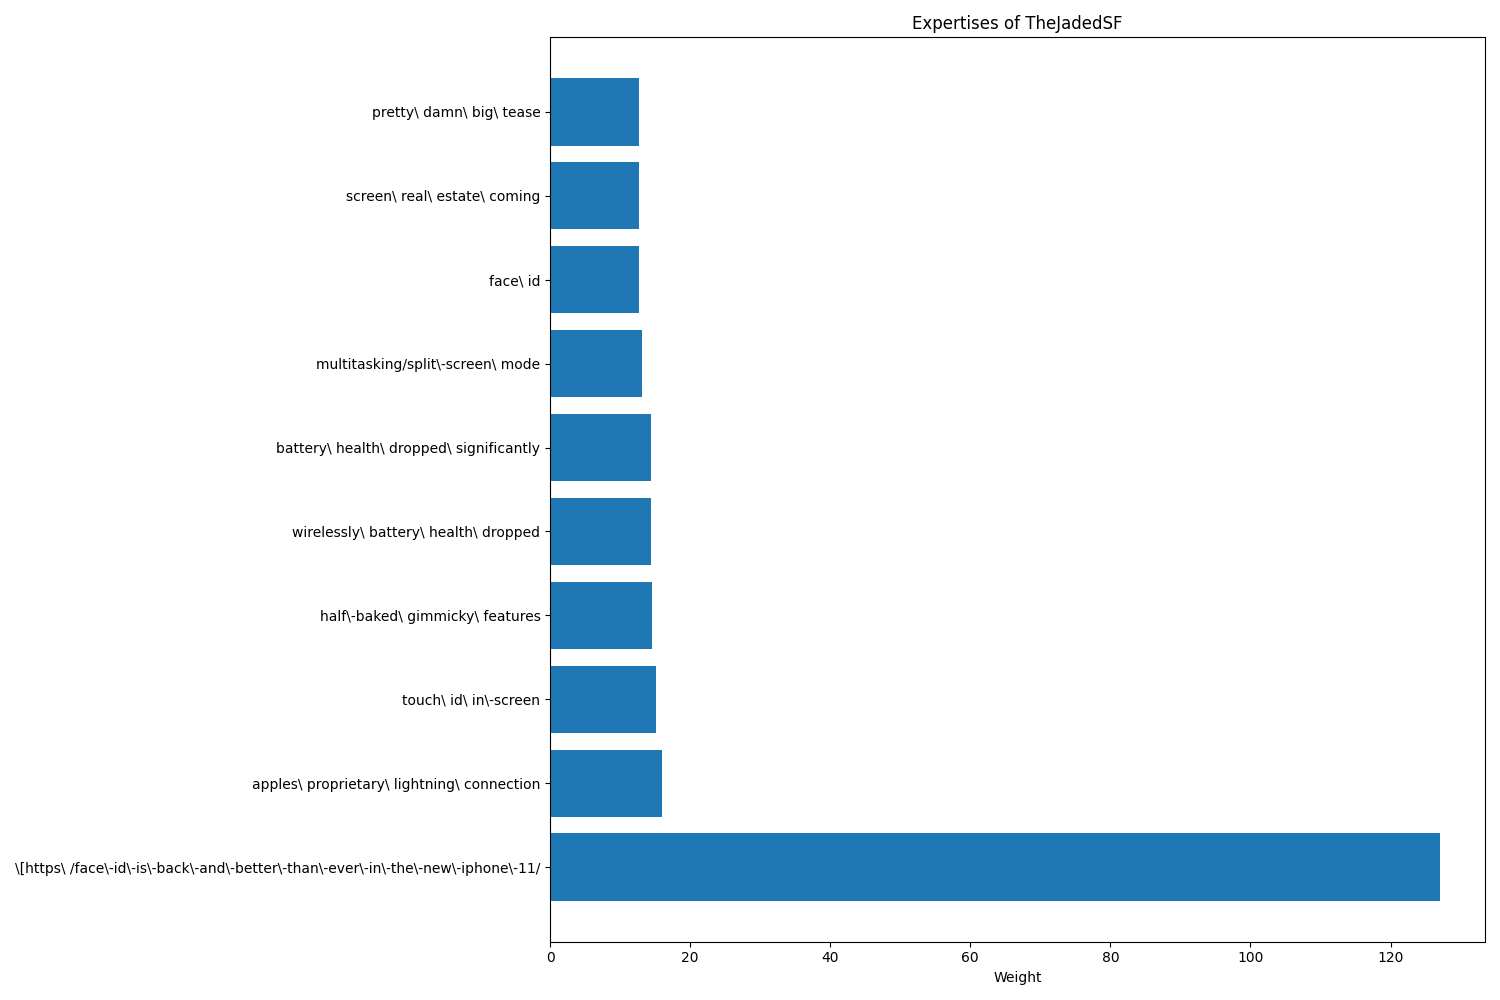 Expertises of TheJadedSF
pretty\ damn\ big\ tease
screen\ real\ estate\ coming
face\ id
multitasking/split\-screen\ mode
battery\ health\ dropped\ significantly
wirelessly\ battery\ health\ dropped
half\-baked\ gimmicky\ features
touch\ id\ in\-screen
apples\ proprietary\ lightning\ connection
\[https\ /face\-id\-is\-back\-and\-better\-than\-ever\-in\-the\-new\-iphone\-11/
0 20 40 60 80 100 120
Weight